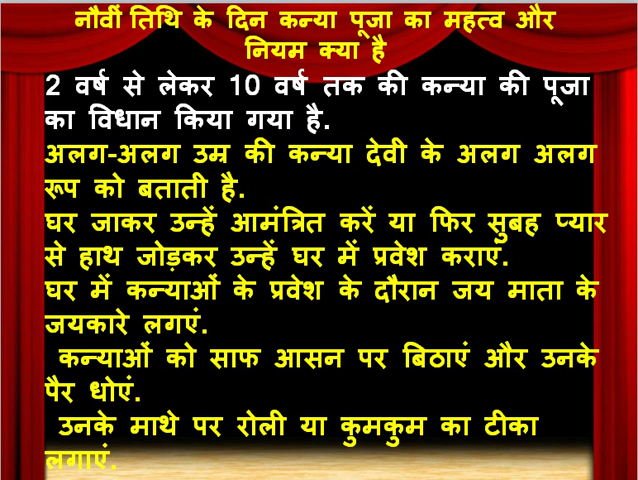 नौवीं तिथि के दिन कन्या पूजा का महत्व और
नियम क्या है
2 वर्ष से लेकर 10 वर्ष तक की कन्या की पूजा
का विधान किया गया है.
अलग-अलग उम्र की कन्या देवी के अलग अलग
रूप को बताती है.
घर जाकर उन्हें आमंत्रित करें या फिर सुबह प्यार
से हाथ जोड़कर उन्हें घर में प्रवेश कराएं.
घर में कन्याओं के प्रवेश के दौरान जय माता के
जयकारे लगएं.
कन्याओं को साफ आसन पर बिठाएं और उनके
पैर धोएं.
उनके माथे पर रोली या कुमकुम का टीका
लगाएं.